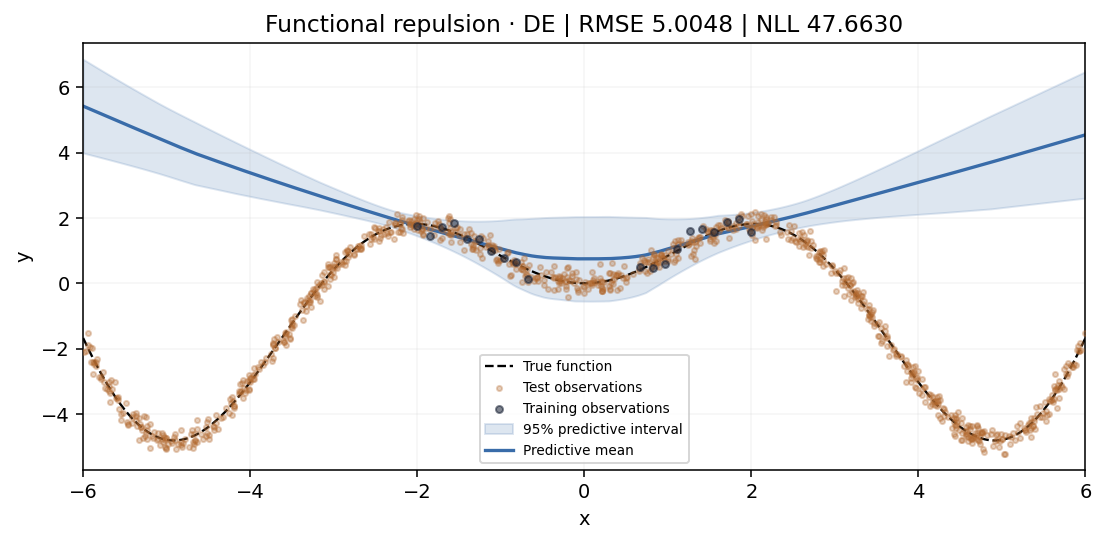 Functional repulsion · DE | RMSE 5.0048 | NLL 47.6630
y
6
4
2
0
−2
−4
True function
Test observations
Training observations
95% predictive interval
Predictive mean
−6
−4
−2
0
2
4
6
x